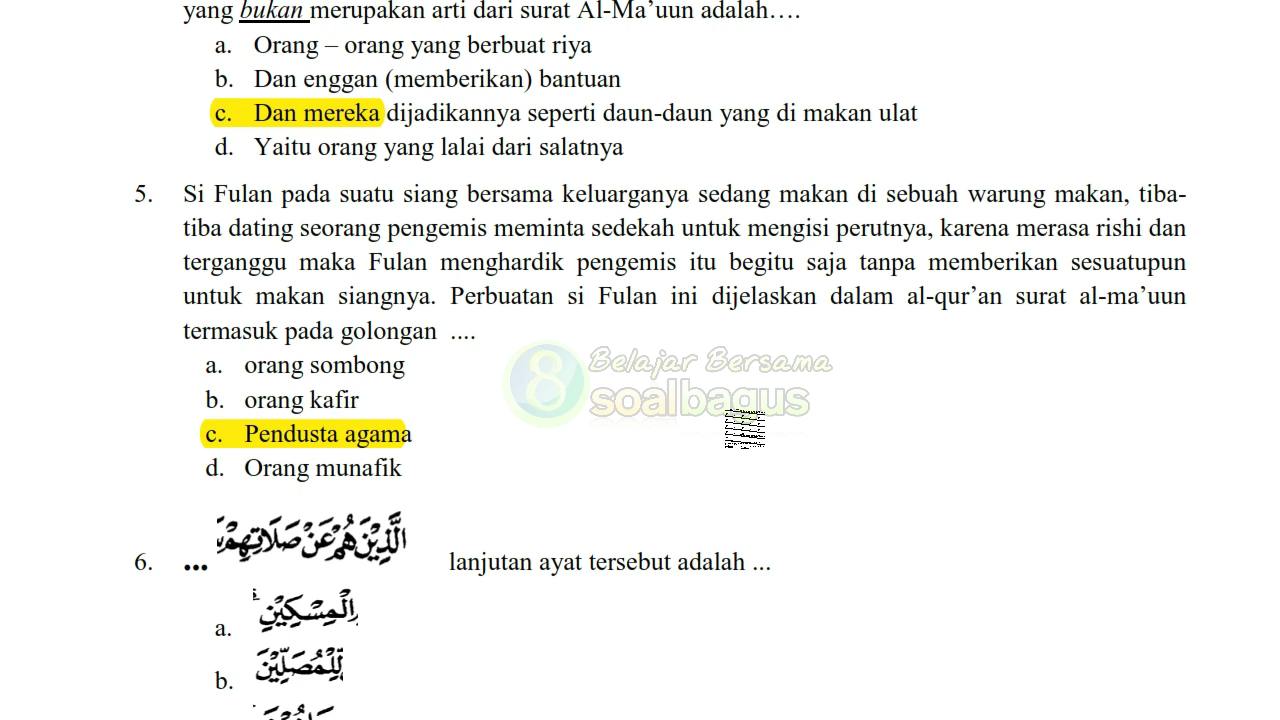 yang bukan merupakan arti dari surat Al-Ma’uun adalah….
a. Orang – orang yang berbuat riya
b. Dan enggan (memberikan) bantuan
c. Dan mereka dijadikannya seperti daun-daun yang di makan ulat
d. Yaitu orang yang lalai dari salatnya
5. Si Fulan pada suatu siang bersama keluarganya sedang makan di sebuah warung makan, tiba-
tiba dating seorang pengemis meminta sedekah untuk mengisi perutnya, karena merasa rishi dan
terganggu maka Fulan menghardik pengemis itu begitu saja tanpa memberikan sesuatupun
untuk makan siangnya. Perbuatan si Fulan ini dijelaskan dalam al-qur’an surat al-ma’uun
termasuk pada golongan ....
8 Belajar Bersama
soalbagus
a. orang sombong
b. orang kafir
c. Pendusta agama
d. Orang munafik
6. ... الَّذِيْنَ هُمْ عَنْ صَلَاتِهِمْ lanjutan ayat tersebut adalah ...
a. الْمِسْكِيْنِ
b. لِّلْمُصَلِّيْنَ